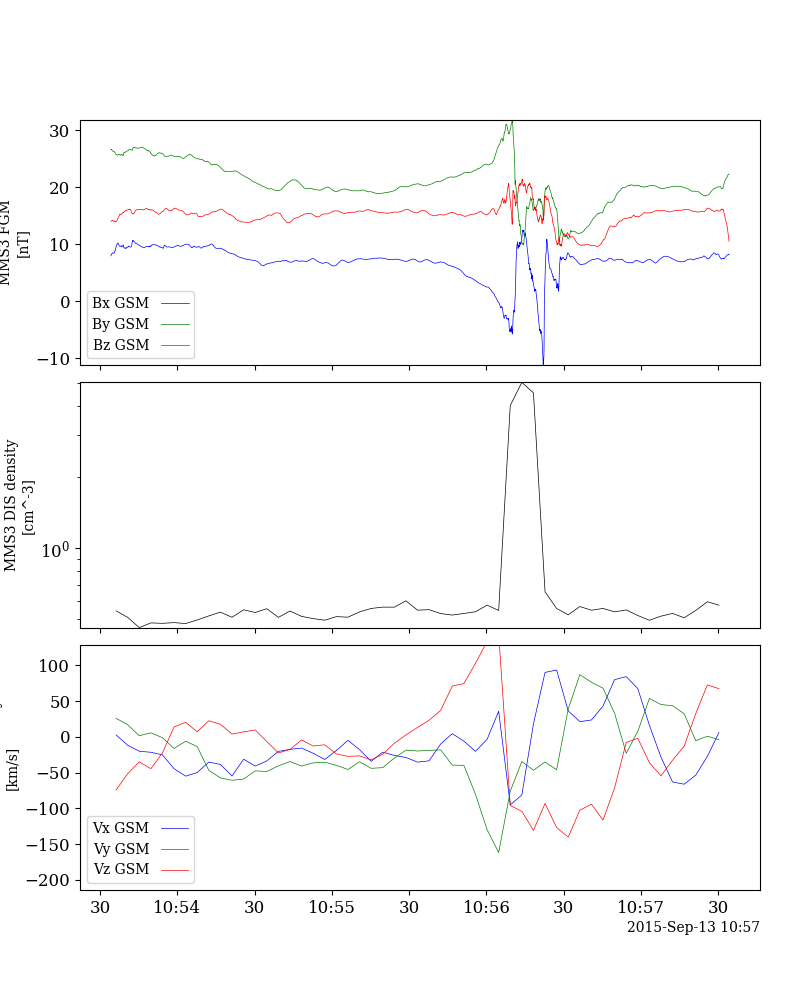 30
20
10
0
−10
MMS3 FGM
[nT]
Bx GSM
By GSM
Bz GSM
10^0
MMS3 DIS density
[cm^-3]
100
50
0
−50
−100
−150
−200
[km/s]
Vx GSM
Vy GSM
Vz GSM
30 10:54 30 10:55 30 10:56 30 10:57 30
2015-Sep-13 10:57